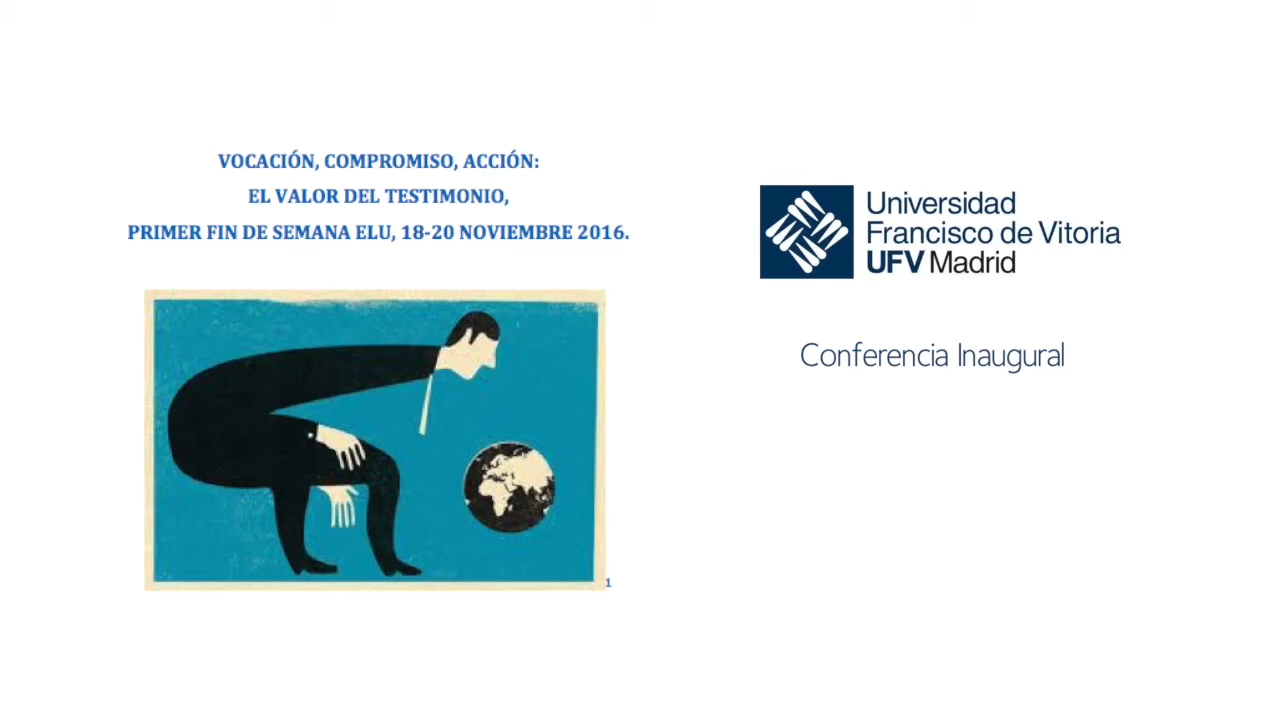 VOCACIÓN, COMPROMISO, ACCIÓN:
EL VALOR DEL TESTIMONIO,
PRIMER FIN DE SEMANA ELU, 18-20 NOVIEMBRE 2016.
1
Universidad
Francisco de Vitoria
UFV Madrid
Conferencia Inaugural